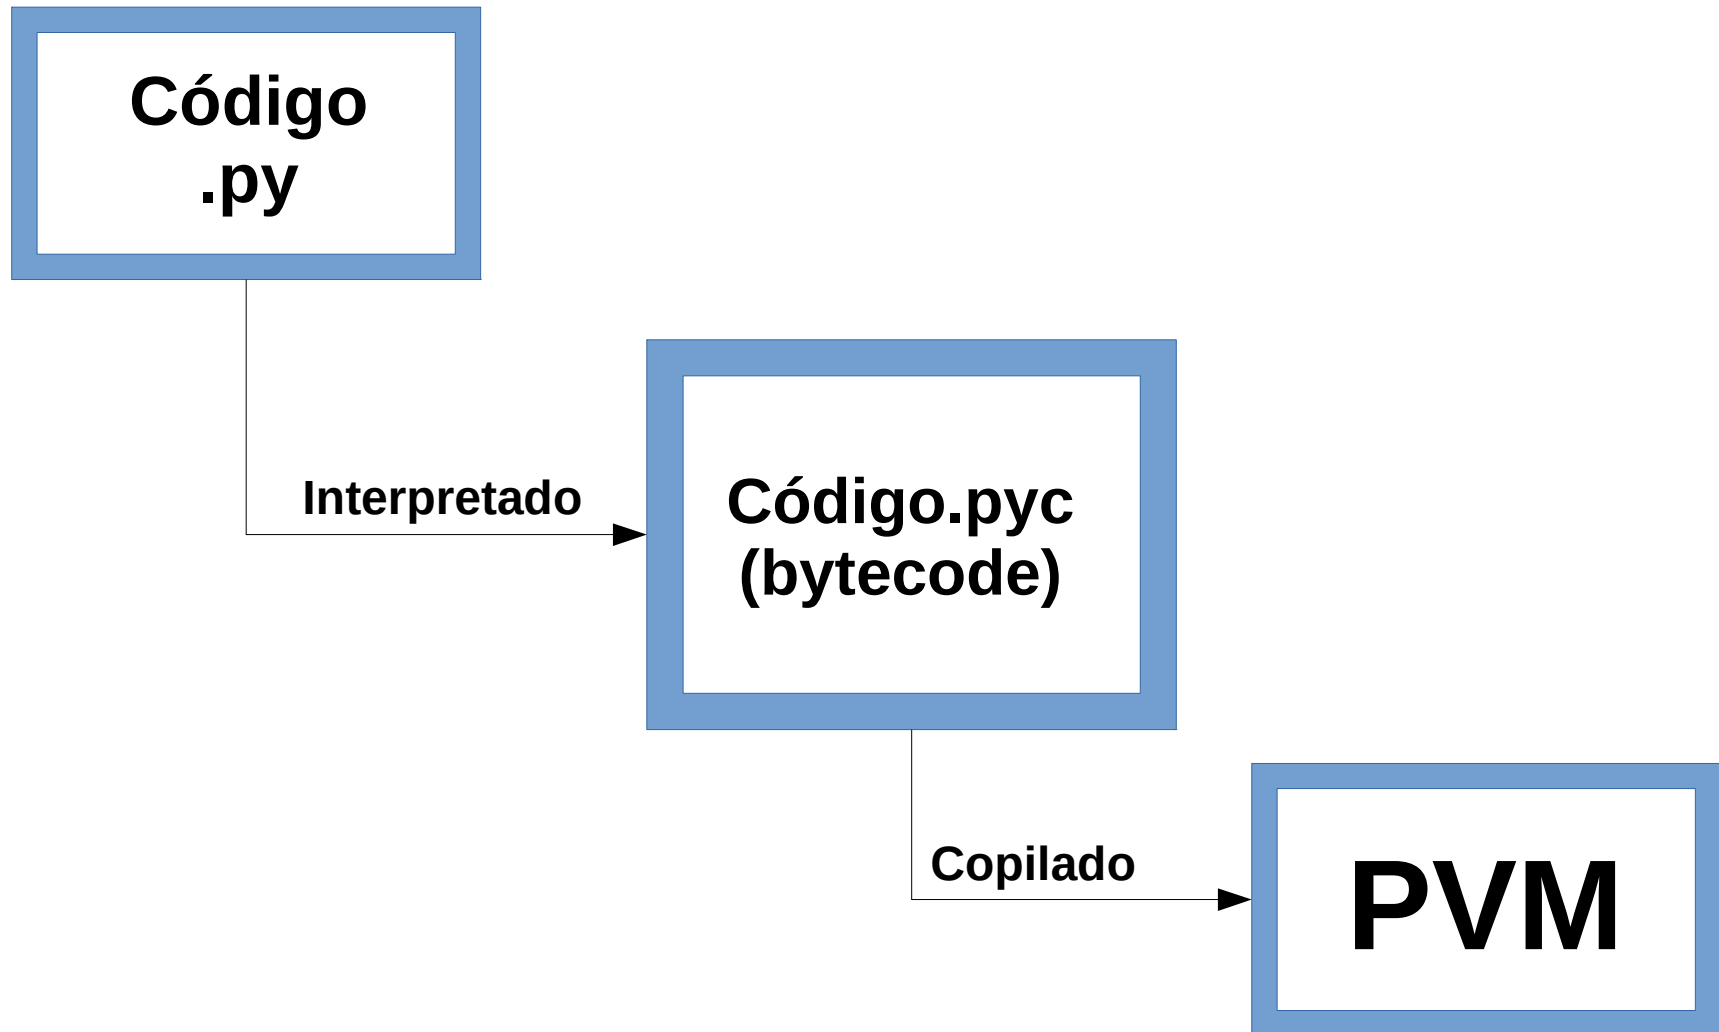 Código
.py
Interpretado
Código.pyc
(bytecode)
Copilado
PVM